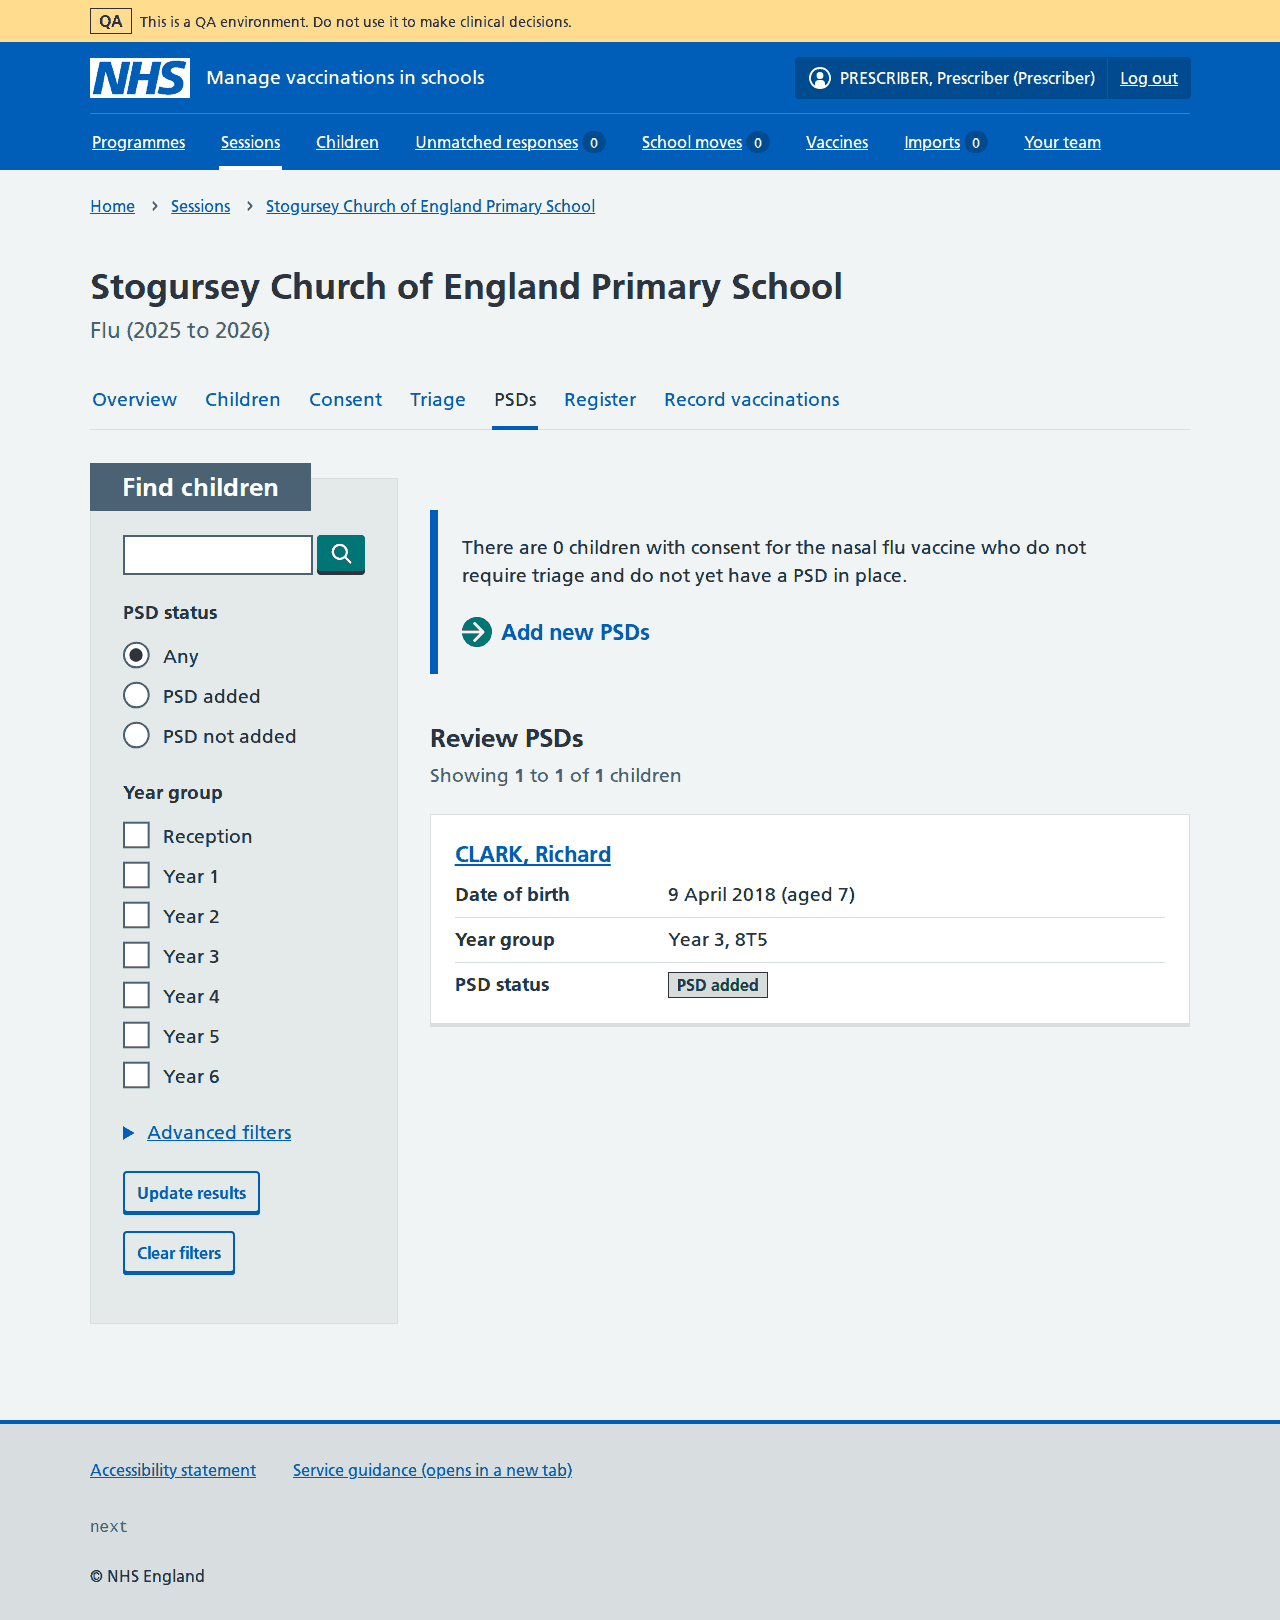 QA This is a QA environment. Do not use it to make clinical decisions.
NHS Manage vaccinations in schools PRESCRIBER, Prescriber (Prescriber) Log out
Programmes Sessions Children Unmatched responses 0 School moves 0 Vaccines Imports 0 Your team
Home Sessions Stogursey Church of England Primary School
Stogursey Church of England Primary School
Flu (2025 to 2026)
Overview Children Consent Triage PSDs Register Record vaccinations
Find children
PSD status
Any
PSD added
PSD not added
Year group
Reception
Year 1
Year 2
Year 3
Year 4
Year 5
Year 6
Advanced filters
Update results
Clear filters
There are 0 children with consent for the nasal flu vaccine who do not
require triage and do not yet have a PSD in place.
Add new PSDs
Review PSDs
Showing 1 to 1 of 1 children
CLARK, Richard
Date of birth 9 April 2018 (aged 7)
Year group Year 3, 8T5
PSD status PSD added
Accessibility statement Service guidance (opens in a new tab)
next
© NHS England